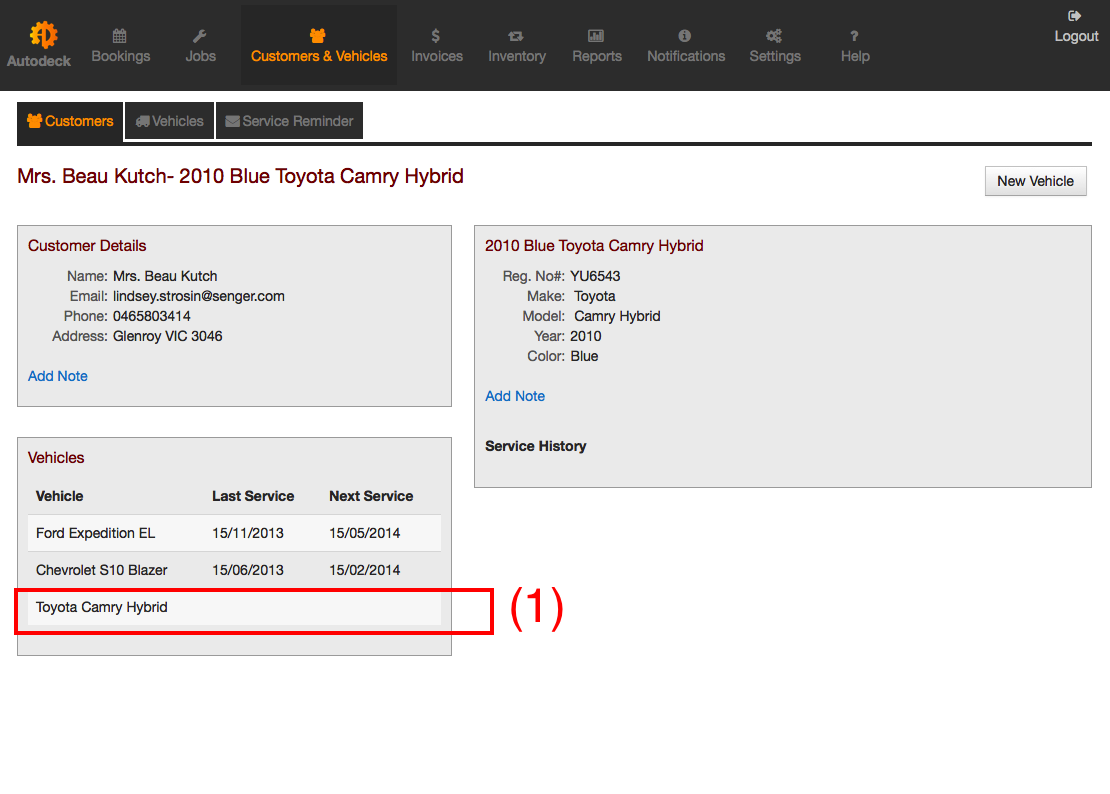 Autodeck
Bookings
Jobs
Customers & Vehicles
Invoices
Inventory
Reports
Notifications
Settings
Help
Logout
Customers
Vehicles
Service Reminder
Mrs. Beau Kutch- 2010 Blue Toyota Camry Hybrid
New Vehicle
Customer Details
Name: Mrs. Beau Kutch
Email: lindsey.strosin@senger.com
Phone: 0465803414
Address: Glenroy VIC 3046
Add Note
2010 Blue Toyota Camry Hybrid
Reg. No#: YU6543
Make: Toyota
Model: Camry Hybrid
Year: 2010
Color: Blue
Add Note
Service History
Vehicles
Vehicle Last Service Next Service
Ford Expedition EL 15/11/2013 15/05/2014
Chevrolet S10 Blazer 15/06/2013 15/02/2014
Toyota Camry Hybrid
(1)